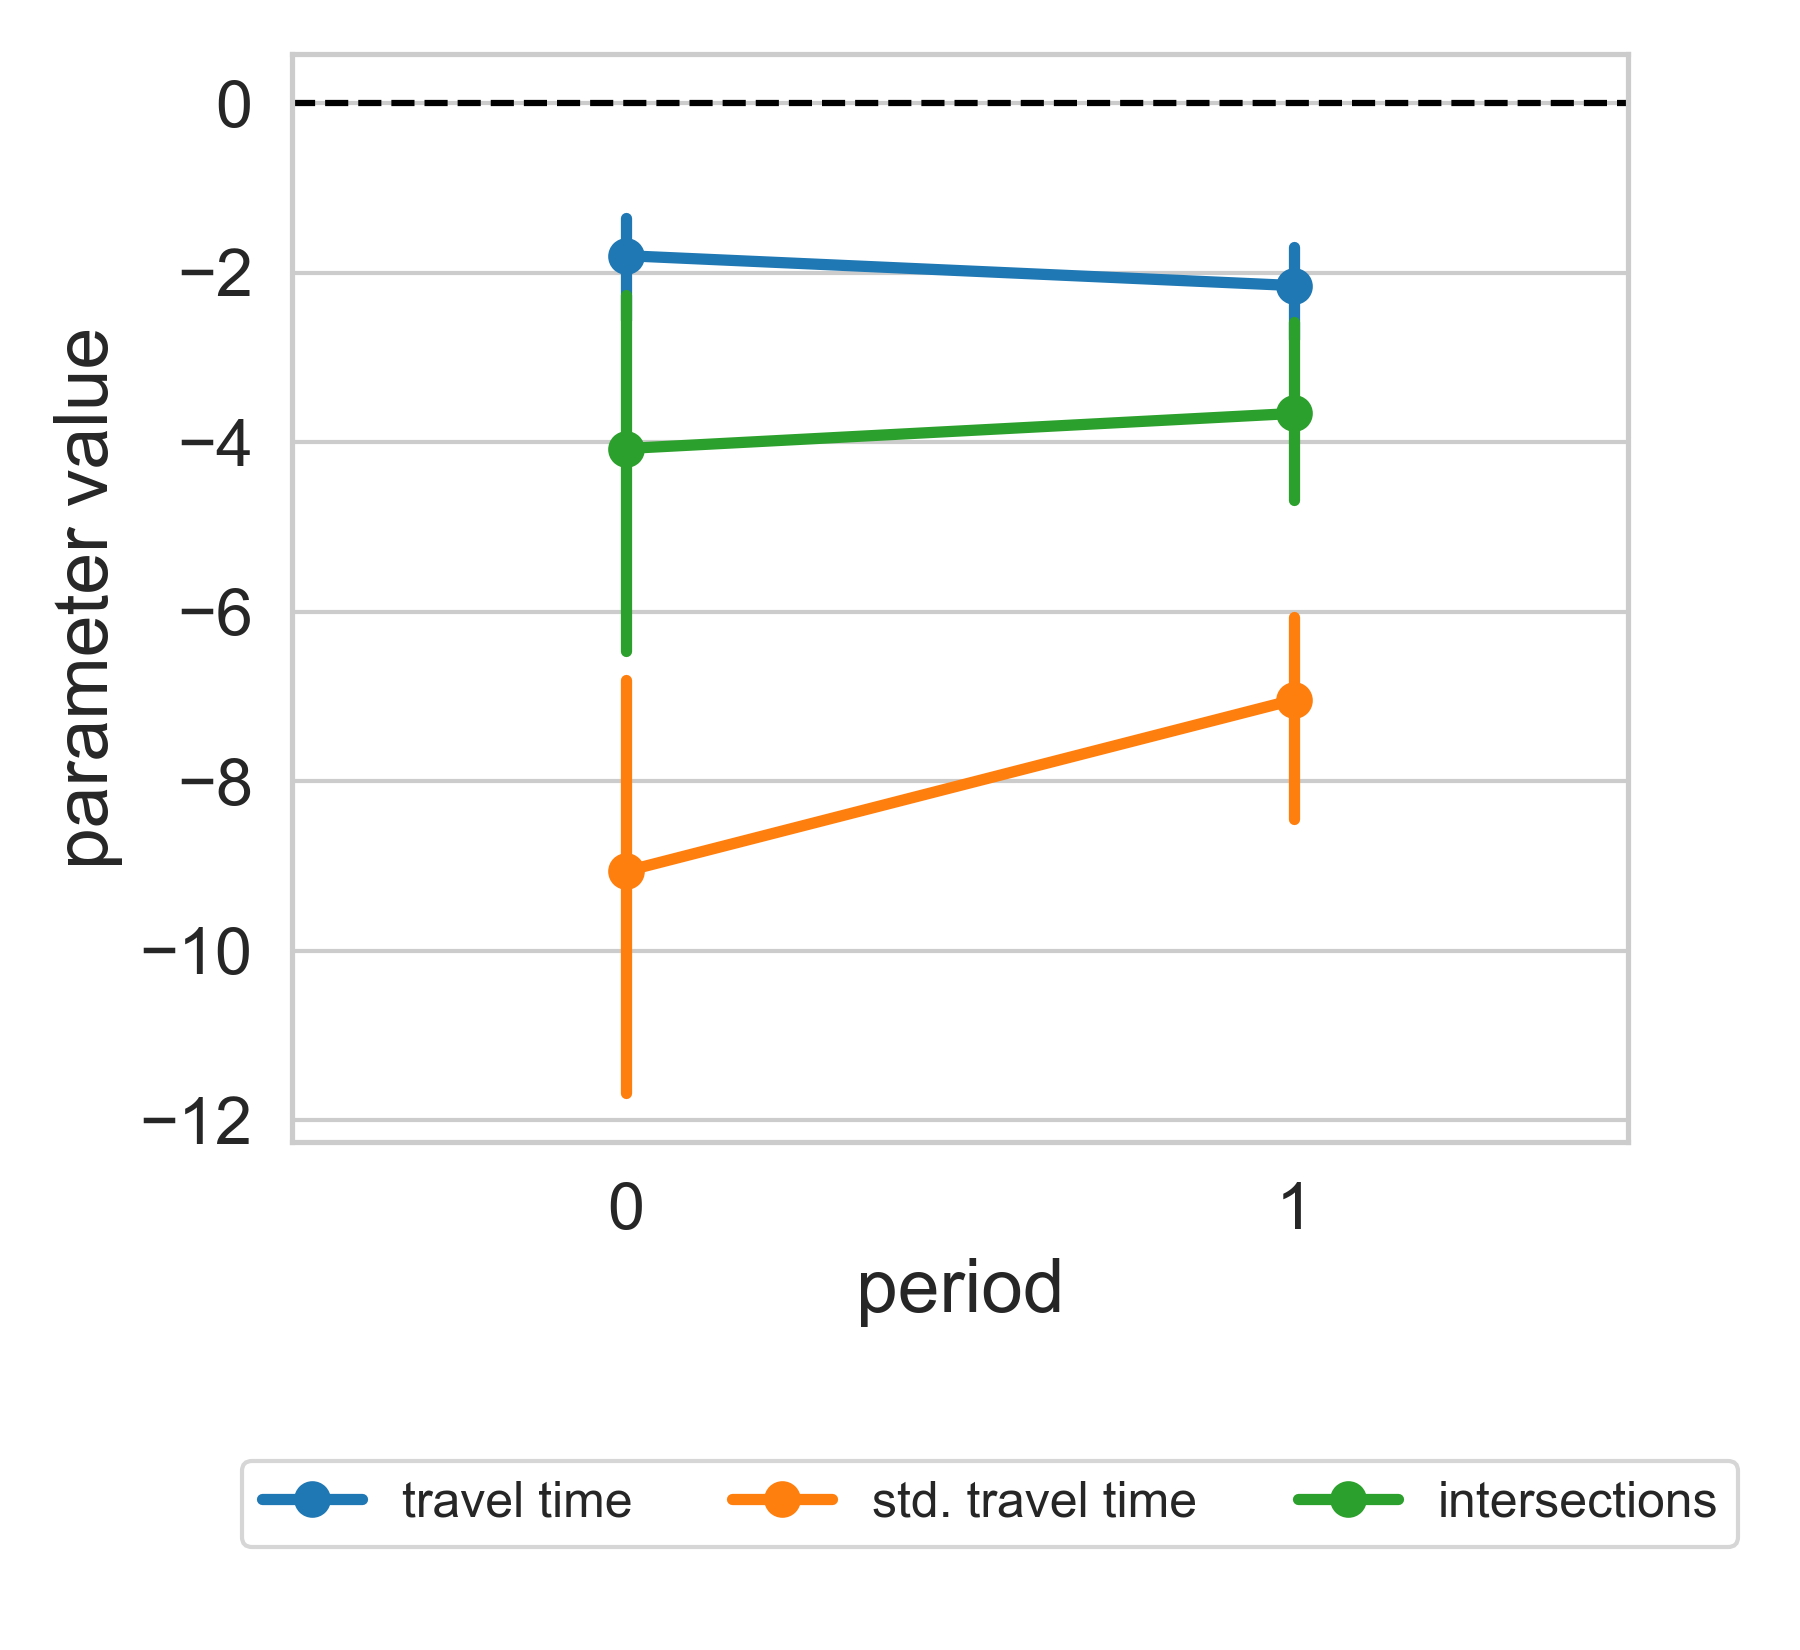 parameter value
0
−2
−4
−6
−8
−10
−12
0 1
period
travel time std. travel time intersections